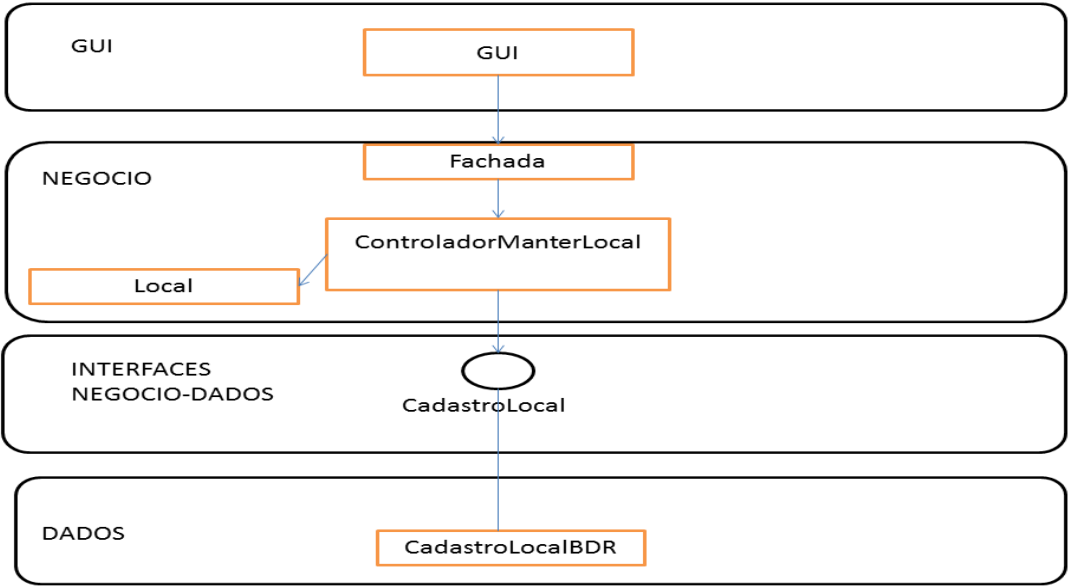 GUI
GUI
Fachada
NEGOCIO
ControladorManterLocal
Local
INTERFACES
NEGOCIO-DADOS
CadastroLocal
DADOS
CadastroLocalBDR